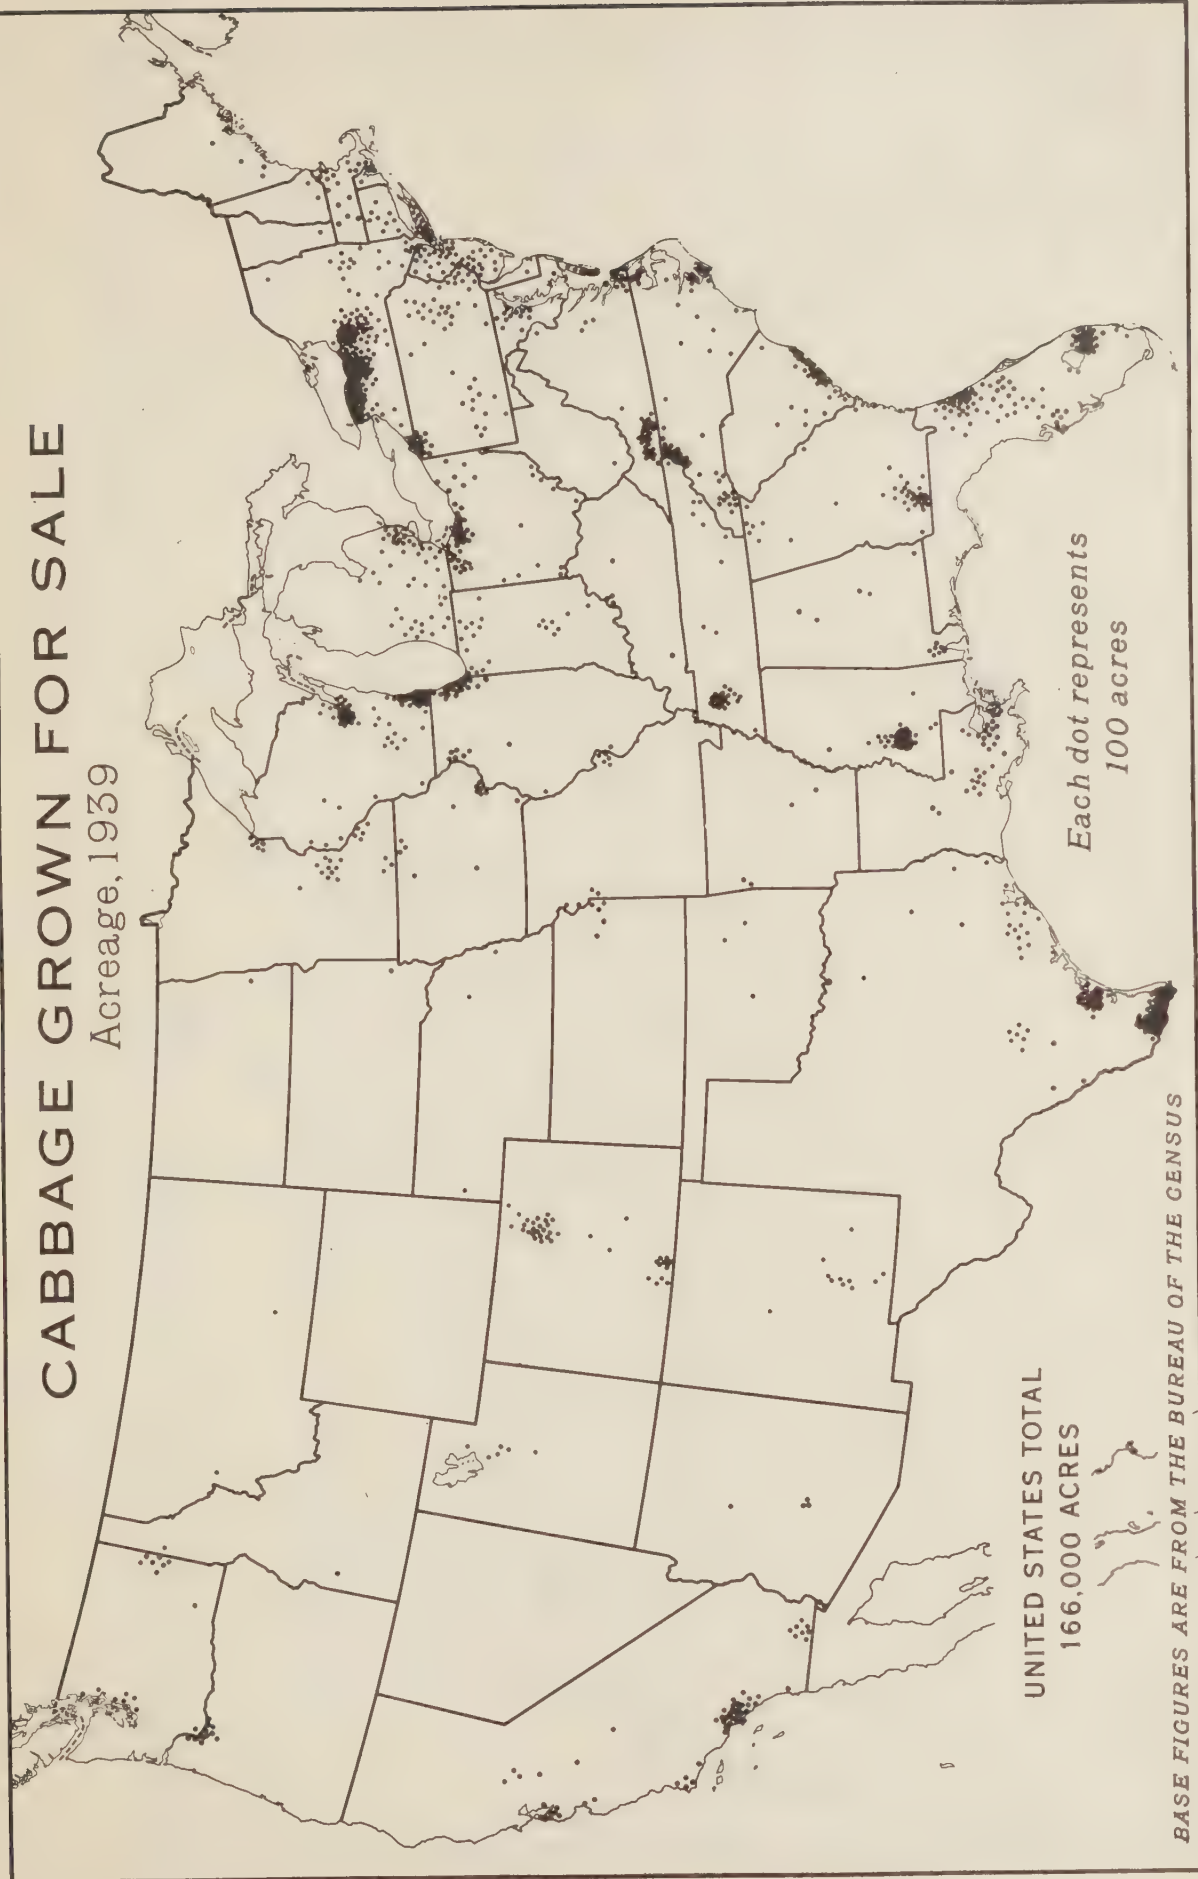 CABBAGE GROWN FOR SALE
Acreage, 1939
Each dot represents
100 acres
UNITED STATES TOTAL
166,000 ACRES
BASE FIGURES ARE FROM THE BUREAU OF THE CENSUS